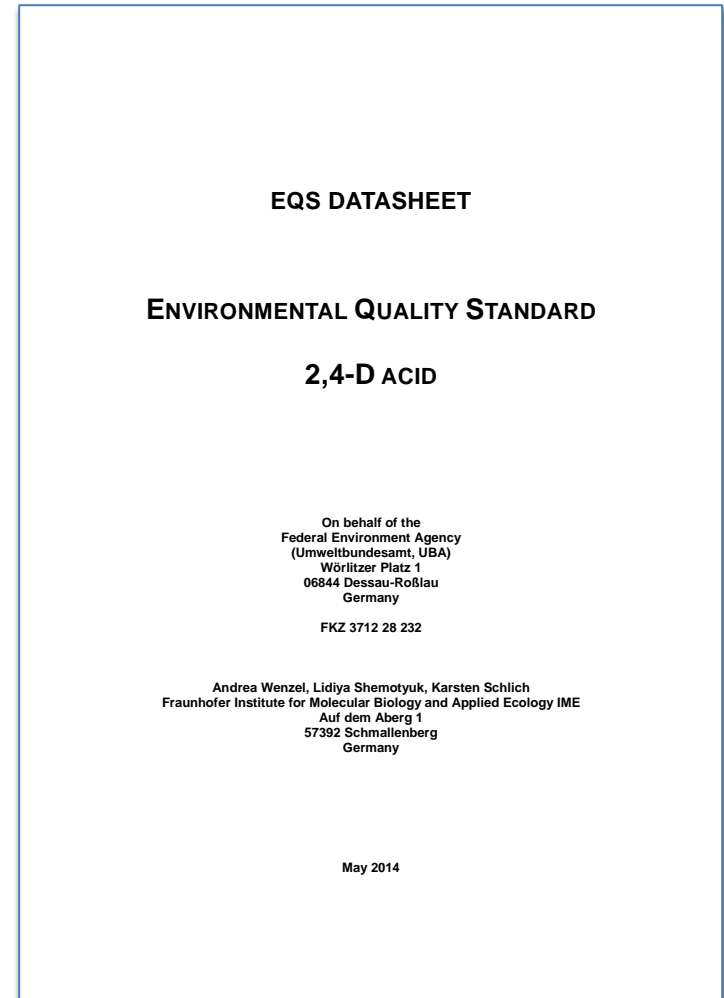 EQS DATASHEET
ENVIRONMENTAL QUALITY STANDARD
2,4-D ACID
On behalf of the
Federal Environment Agency
(Umweltbundesamt, UBA)
Wörlitzer Platz 1
06844 Dessau-Roßlau
Germany
FKZ 3712 28 232
Andrea Wenzel, Lidiya Shemotyuk, Karsten Schlich
Fraunhofer Institute for Molecular Biology and Applied Ecology IME
Auf dem Aberg 1
57392 Schmallenberg
Germany
May 2014